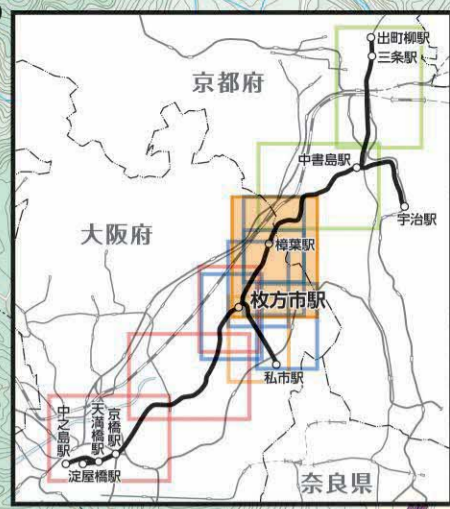 出町柳駅
三条駅
京都府
中書島駅
宇治駅
大阪府
樟葉駅
枚方市駅
私市駅
京橋駅
天満橋駅
中之島駅
淀屋橋駅
奈良県